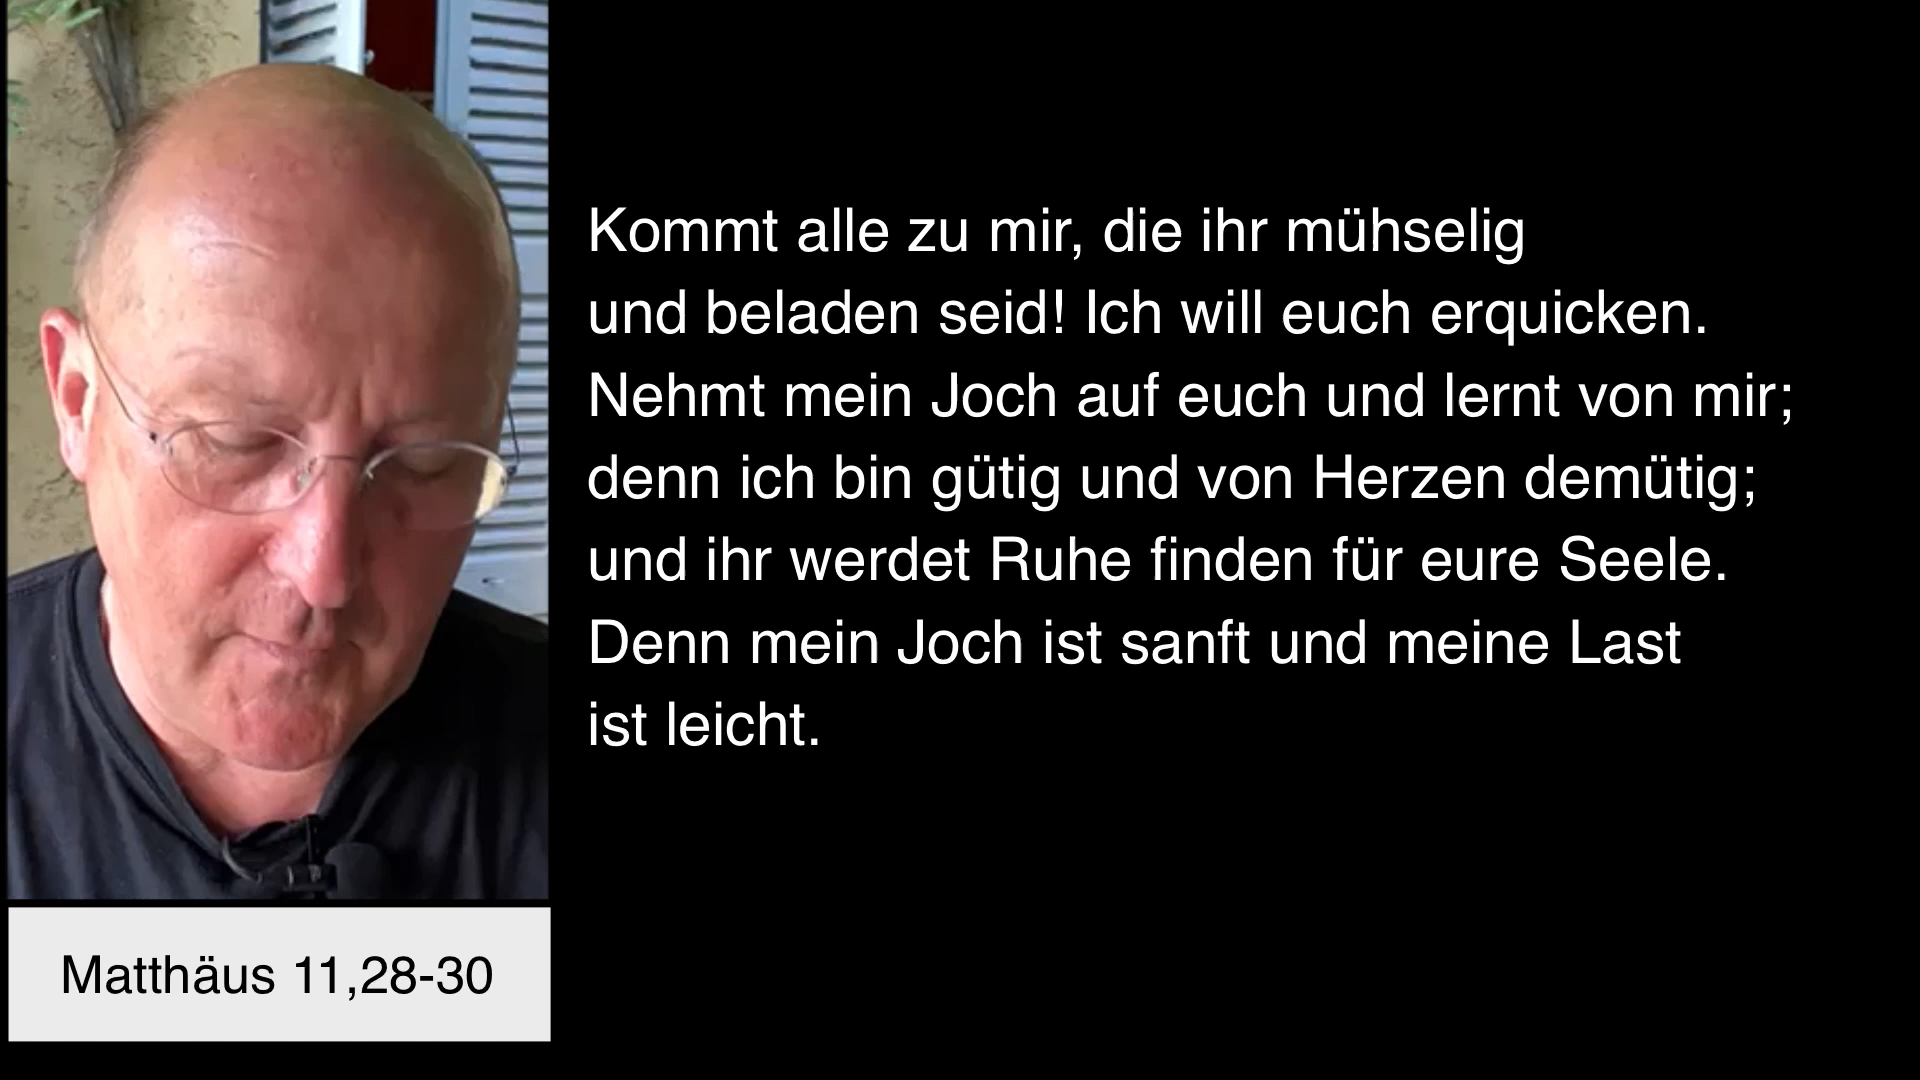 Kommt alle zu mir, die ihr mühselig
und beladen seid! Ich will euch erquicken.
Nehmt mein Joch auf euch und lernt von mir;
denn ich bin gütig und von Herzen demütig;
und ihr werdet Ruhe finden für eure Seele.
Denn mein Joch ist sanft und meine Last
ist leicht.
Matthäus 11,28-30